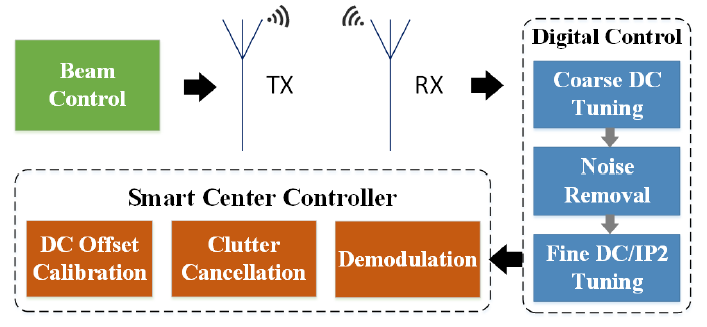 Beam
Control
TX
RX
Digital Control
Coarse DC
Tuning
Noise
Removal
Fine DC/IP2
Tuning
Smart Center Controller
DC Offset
Calibration
Clutter
Cancellation
Demodulation